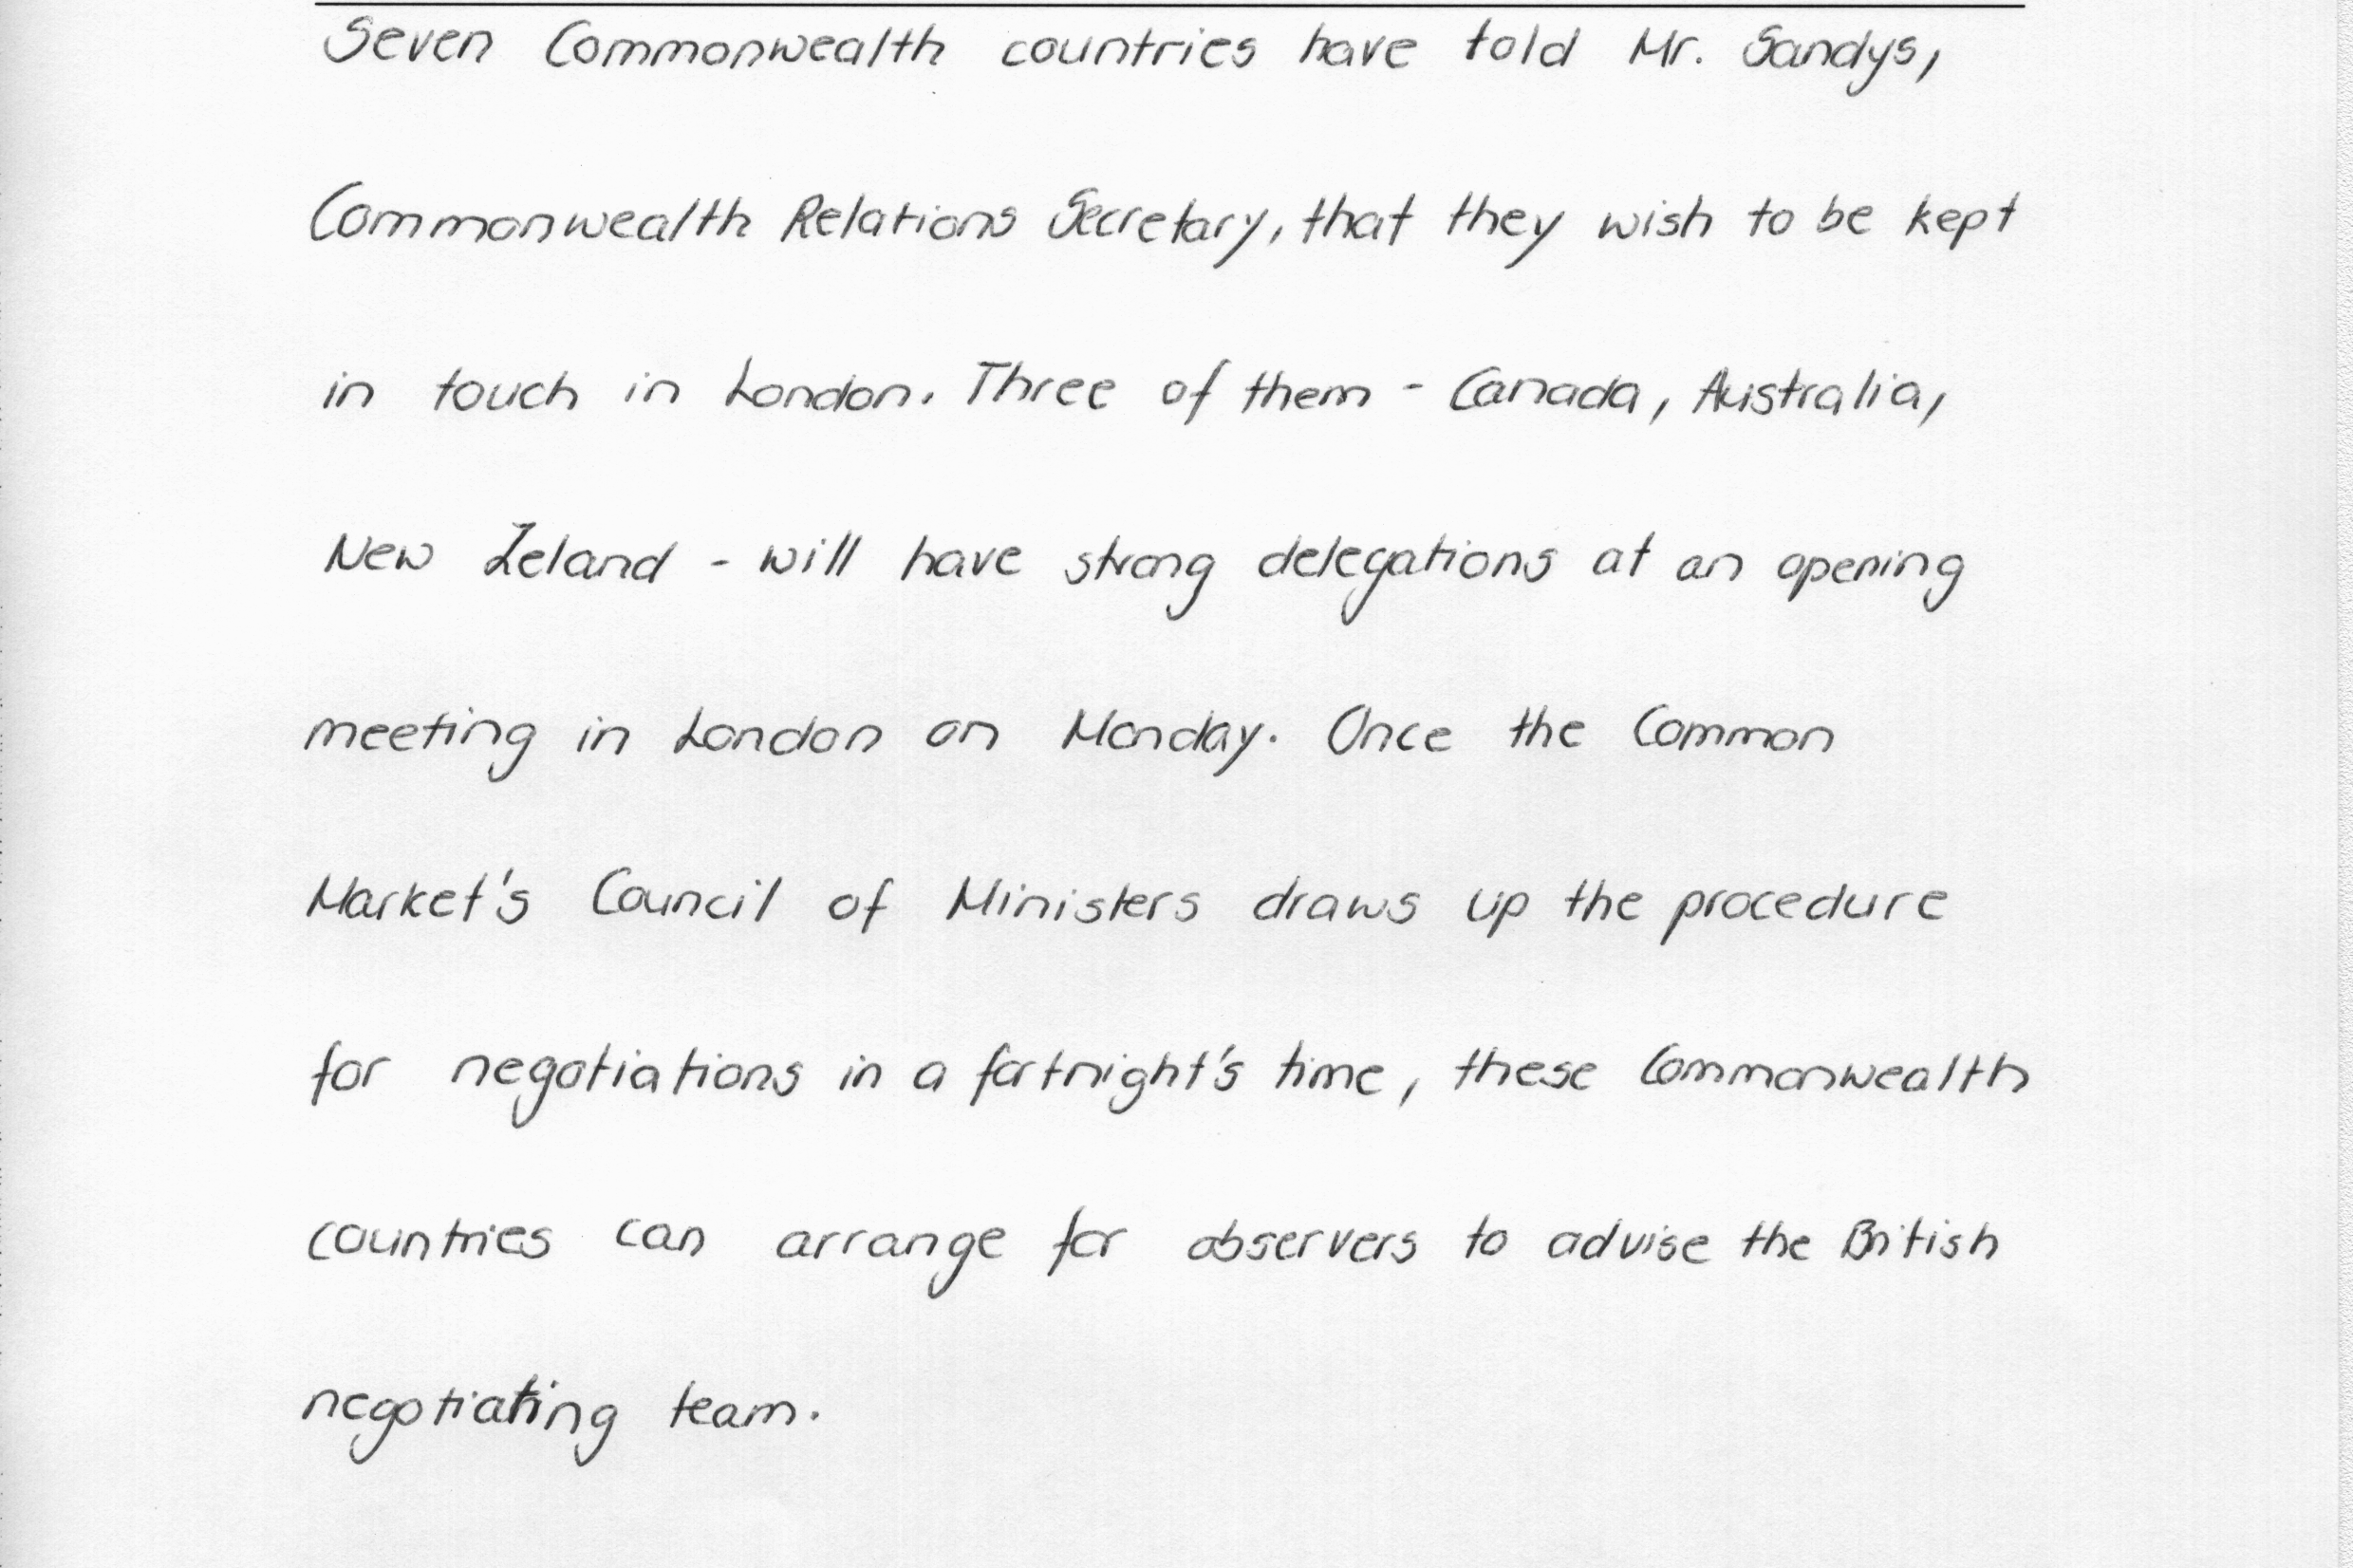 Seven Commonwealth countries have told Mr. Sandys,
Commonwealth Relations Secretary, that they wish to be kept
in touch in London. Three of them - Canada, Australia,
New Zeland - will have strong delegations at an opening
meeting in London on Monday. Once the Common
Market's Council of Ministers draws up the procedure
for negotiations in a fortnight's time, these Commonwealth
countries can arrange for observers to advise the British
negotiating team.